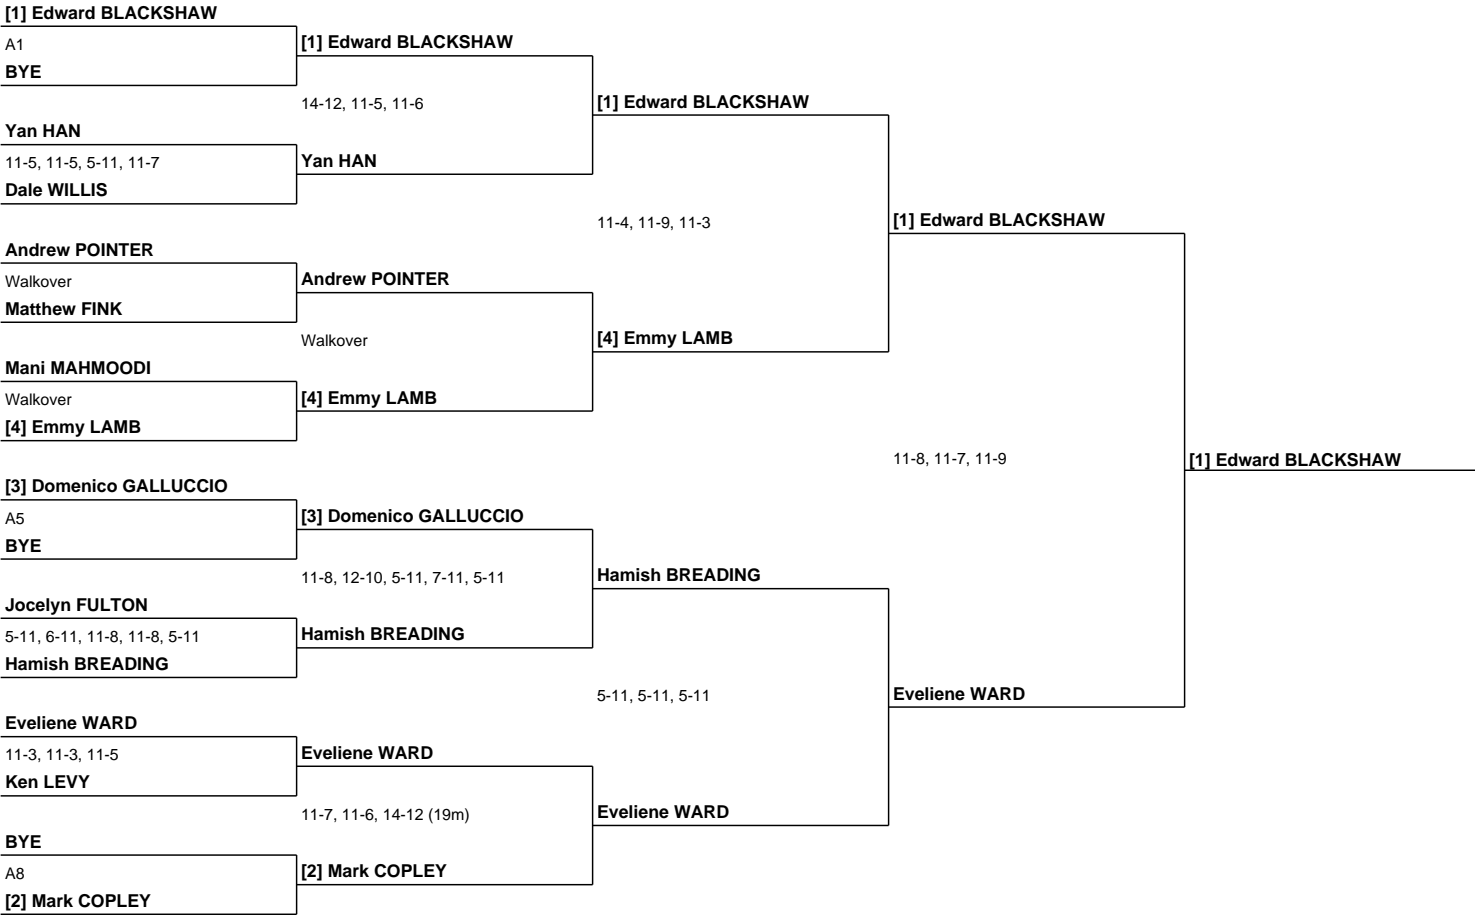 [1] Edward BLACKSHAW
A1
BYE
[1] Edward BLACKSHAW
14-12, 11-5, 11-6
Yan HAN
11-5, 11-5, 5-11, 11-7
Dale WILLIS
Yan HAN
[1] Edward BLACKSHAW
11-4, 11-9, 11-3
Andrew POINTER
Walkover
Matthew FINK
Andrew POINTER
Walkover
Mani MAHMOODI
Walkover
[4] Emmy LAMB
[4] Emmy LAMB
[4] Emmy LAMB
[1] Edward BLACKSHAW
11-8, 11-7, 11-9
[1] Edward BLACKSHAW
[3] Domenico GALLUCCIO
A5
BYE
[3] Domenico GALLUCCIO
11-8, 12-10, 5-11, 7-11, 5-11
Jocelyn FULTON
5-11, 6-11, 11-8, 11-8, 5-11
Hamish BREADING
Hamish BREADING
Hamish BREADING
5-11, 5-11, 5-11
Eveliene WARD
Eveliene WARD
11-3, 11-3, 11-5
Ken LEVY
Eveliene WARD
11-7, 11-6, 14-12 (19m)
Eveliene WARD
BYE
A8
[2] Mark COPLEY
[2] Mark COPLEY